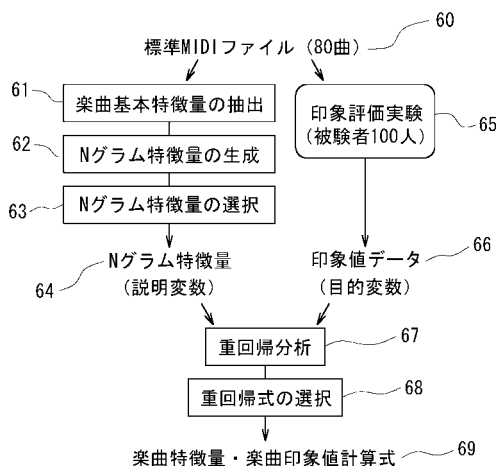 標準MIDIファイル（80曲）
60
61
楽曲基本特徴量の抽出
62
Nグラム特徴量の生成
63
Nグラム特徴量の選択
印象評価実験
(被験者100人)
65
Nグラム特徴量
(説明変数)
64
印象値データ
(目的変数)
66
重回帰分析
67
重回帰式の選択
68
楽曲特徴量・楽曲印象値計算式
69